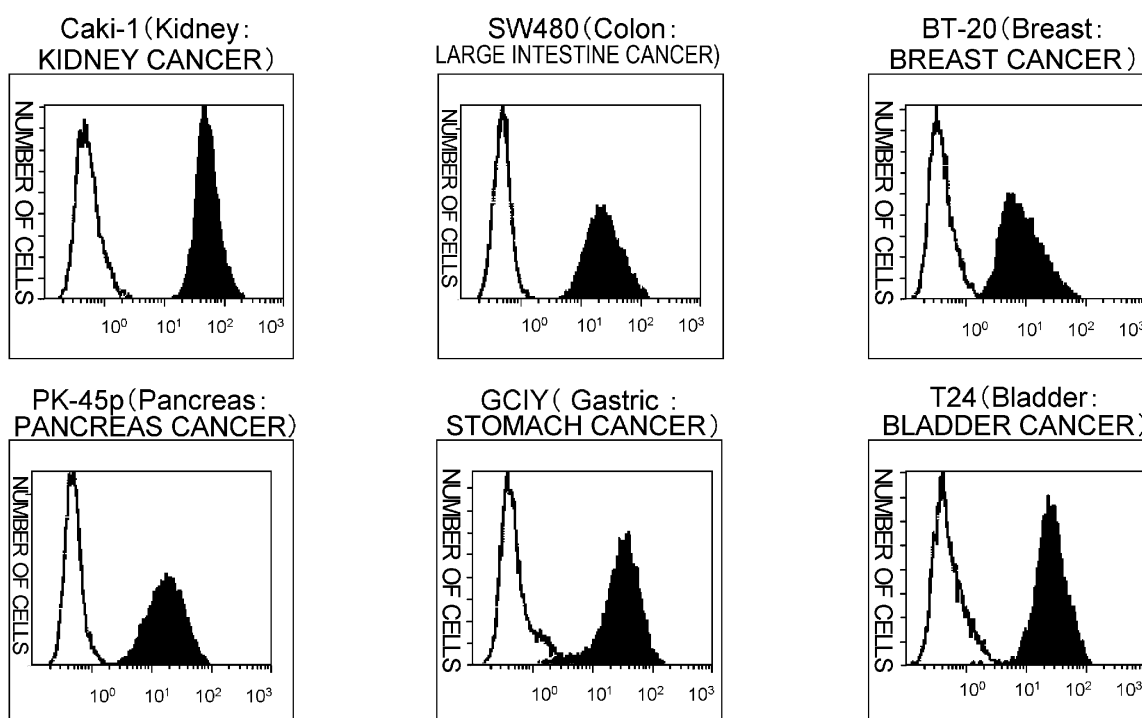 Caki-1(Kidney:
KIDNEY CANCER)
NUMBER OF CELLS
10⁰ 10¹ 10² 10³
SW480(Colon:
LARGE INTESTINE CANCER)
NUMBER OF CELLS
10⁰ 10¹ 10² 10³
BT-20(Breast:
BREAST CANCER)
NUMBER OF CELLS
10⁰ 10¹ 10² 10³
PK-45p(Pancreas:
PANCREAS CANCER)
NUMBER OF CELLS
10⁰ 10¹ 10² 10³
GCIY( Gastric :
STOMACH CANCER)
NUMBER OF CELLS
10⁰ 10¹ 10² 10³
T24(Bladder:
BLADDER CANCER)
NUMBER OF CELLS
10⁰ 10¹ 10² 10³